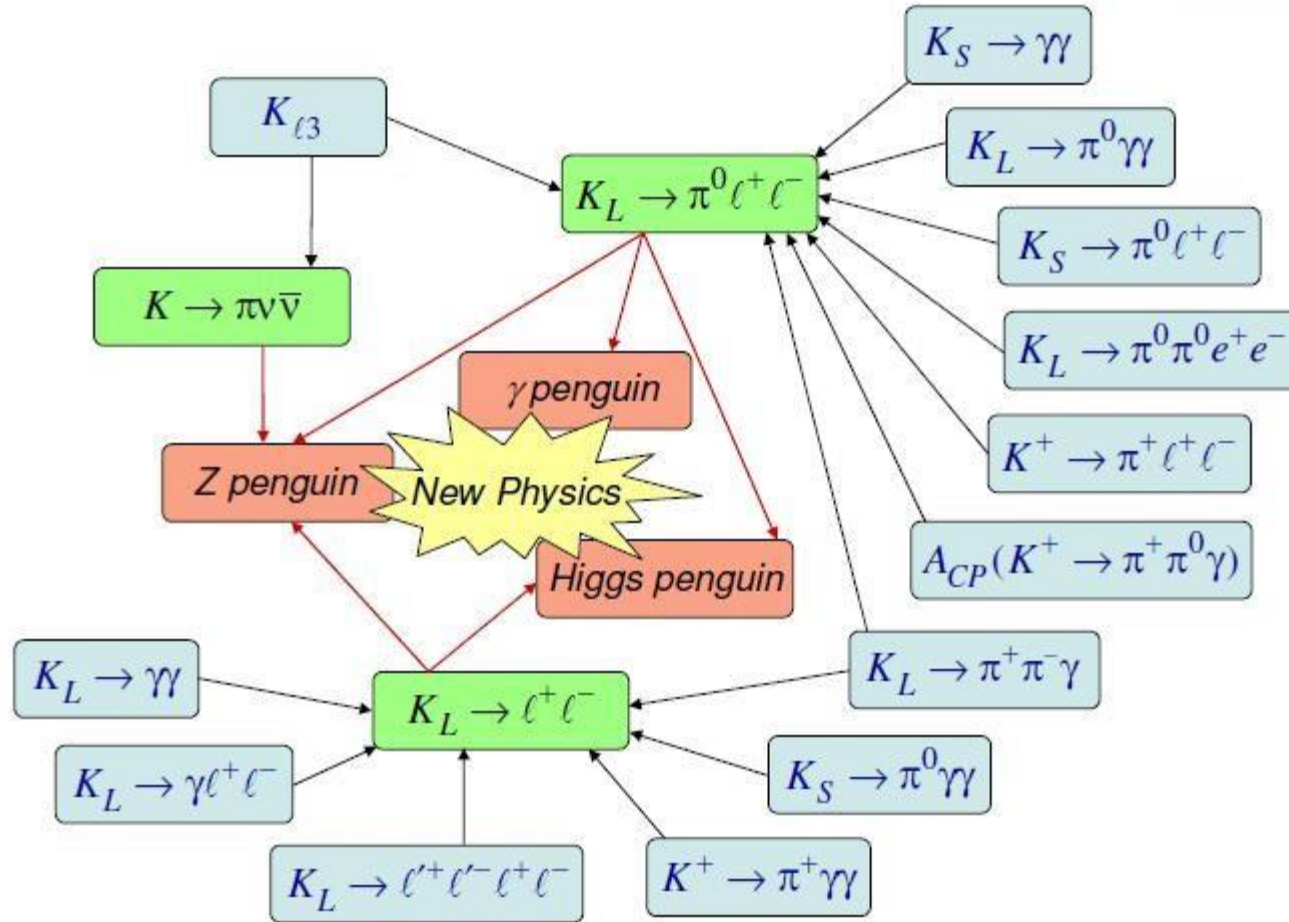 K_S → γγ
K_ℓ3
K_L → π⁰γγ
K_L → π⁰ℓ⁺ℓ⁻
K_S → π⁰ℓ⁺ℓ⁻
K → πνν̅
K_L → π⁰π⁰e⁺e⁻
γ penguin
K⁺ → π⁺ℓ⁺ℓ⁻
Z penguin
New Physics
A_CP(K⁺ → π⁺π⁰γ)
Higgs penguin
K_L → γγ
K_L → π⁺π⁻γ
K_L → ℓ⁺ℓ⁻
K_L → γℓ⁺ℓ⁻
K_S → π⁰γγ
K_L → ℓ′⁺ℓ′⁻ℓ⁺ℓ⁻
K⁺ → π⁺γγ